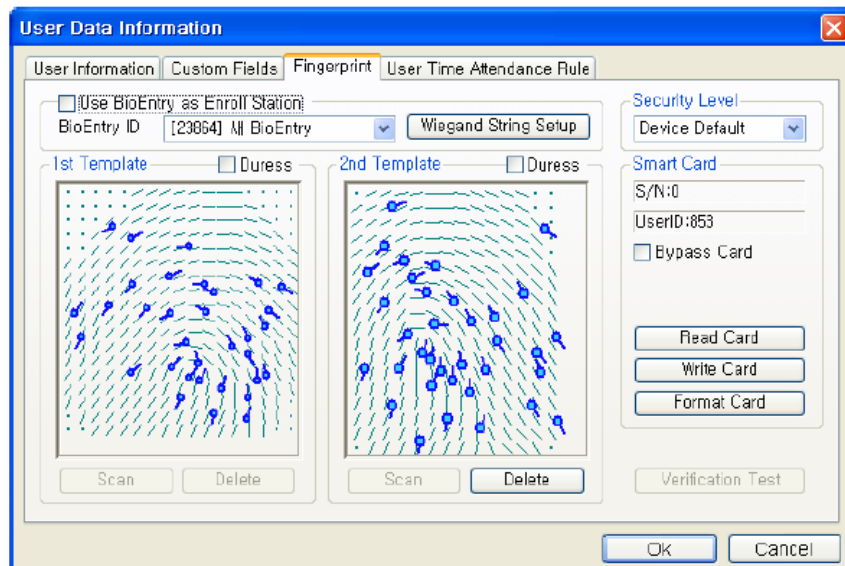 User Data Information
User Information Custom Fields Fingerprint User Time Attendance Rule
Use BioEntry as Enroll Station
BioEntry ID [23864] 새 BioEntry Wiegand String Setup
Security Level
Device Default
1st Template Duress
2nd Template Duress
Smart Card
S/N:0
UserID:853
Bypass Card
Read Card
Write Card
Format Card
Scan Delete
Scan Delete
Verification Test
Ok Cancel